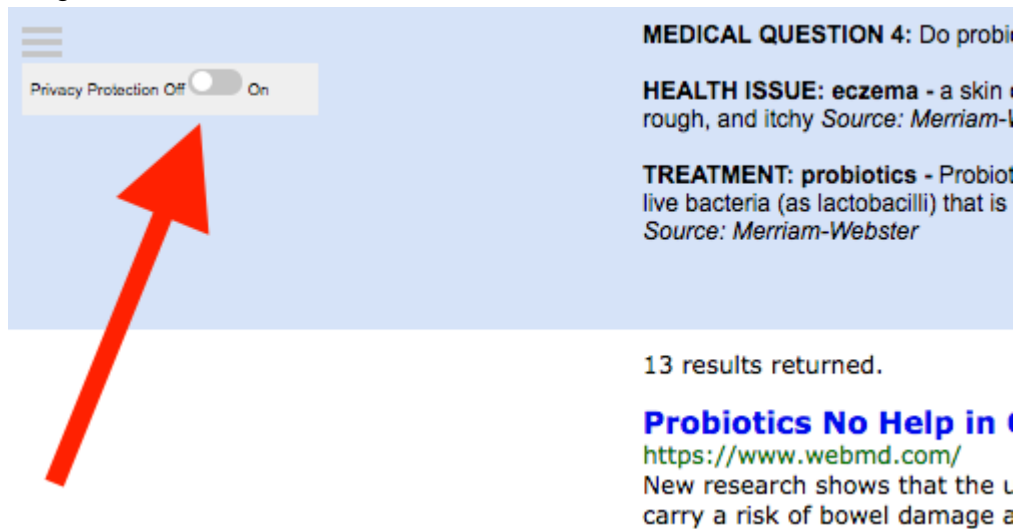 Privacy Protection Off On
MEDICAL QUESTION 4: Do
HEALTH ISSUE: eczema - a skin
rough, and itchy Source: Merriam-
TREATMENT: probiotics -
live bacteria (as lactobacilli) that is
Source: Merriam-Webster
13 results returned.
Probiotics No Help in
https://www.webmd.com/
New research shows that the
carry a risk of bowel damage